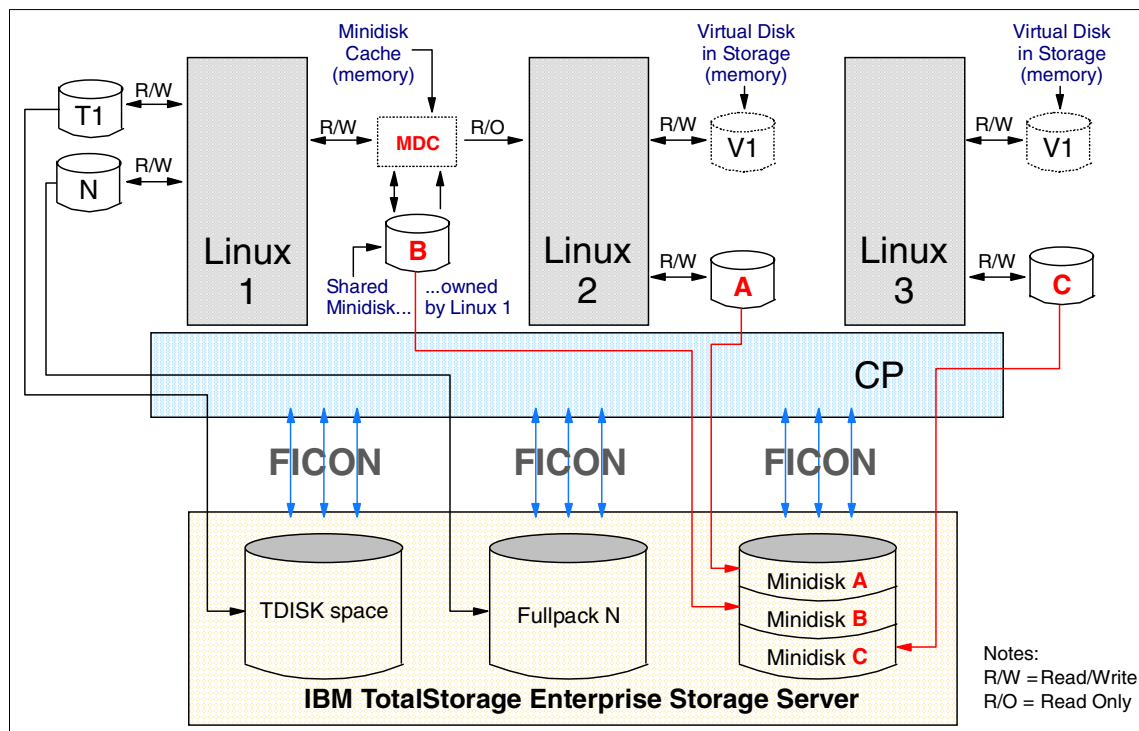 Minidisk
Cache
(memory)
Virtual Disk
in Storage
(memory)
Virtual Disk
in Storage
(memory)
T1
R/W
N
R/W
R/W
MDC
R/O
R/W
V1
R/W
V1
Linux
1
B
Shared
Minidisk...
...owned
by Linux 1
Linux
2
R/W
A
Linux
3
R/W
C
CP
FICON
FICON
FICON
TDISK space
Fullpack N
Minidisk A
Minidisk B
Minidisk C
IBM TotalStorage Enterprise Storage Server
Notes:
R/W = Read/Write
R/O = Read Only